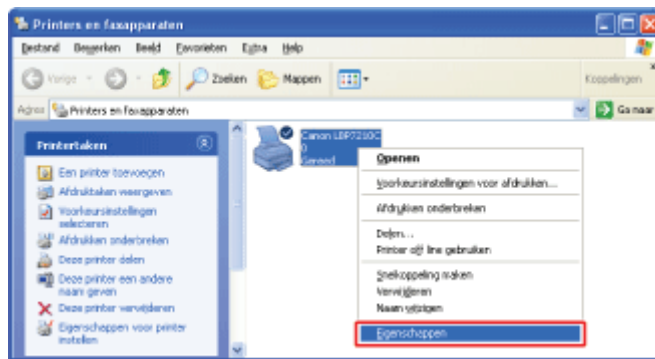 Printers en faxapparaten
Bestand Bewerken Beeld Favorieten Extra Help
Vorige Zoeken Mappen Koppelingen
Adres Printers en faxapparaten Ga naar
Printertaken
Een printer toevoegen
Afdruktaken weergeven
Voorkeursinstellingen
selecteren
Afdrukken onderbreken
Deze printer delen
Deze printer een andere
naam geven
Deze printer verwijderen
Eigenschappen voor printer
instellen
Canon LBP7210C
0
Gereed
Openen
Voorkeursinstellingen voor afdrukken...
Afdrukken onderbreken
Delen...
Printer off line gebruiken
Snelkoppeling maken
Verwijderen
Naam wijzigen
Eigenschappen